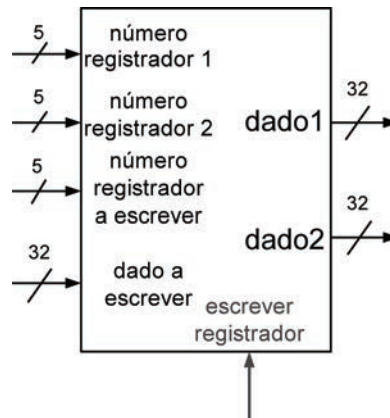 5
número
registrador 1
5
número
registrador 2
5
número
registrador
a escrever
32
dado a
escrever
dado1
32
dado2
32
escrever
registrador